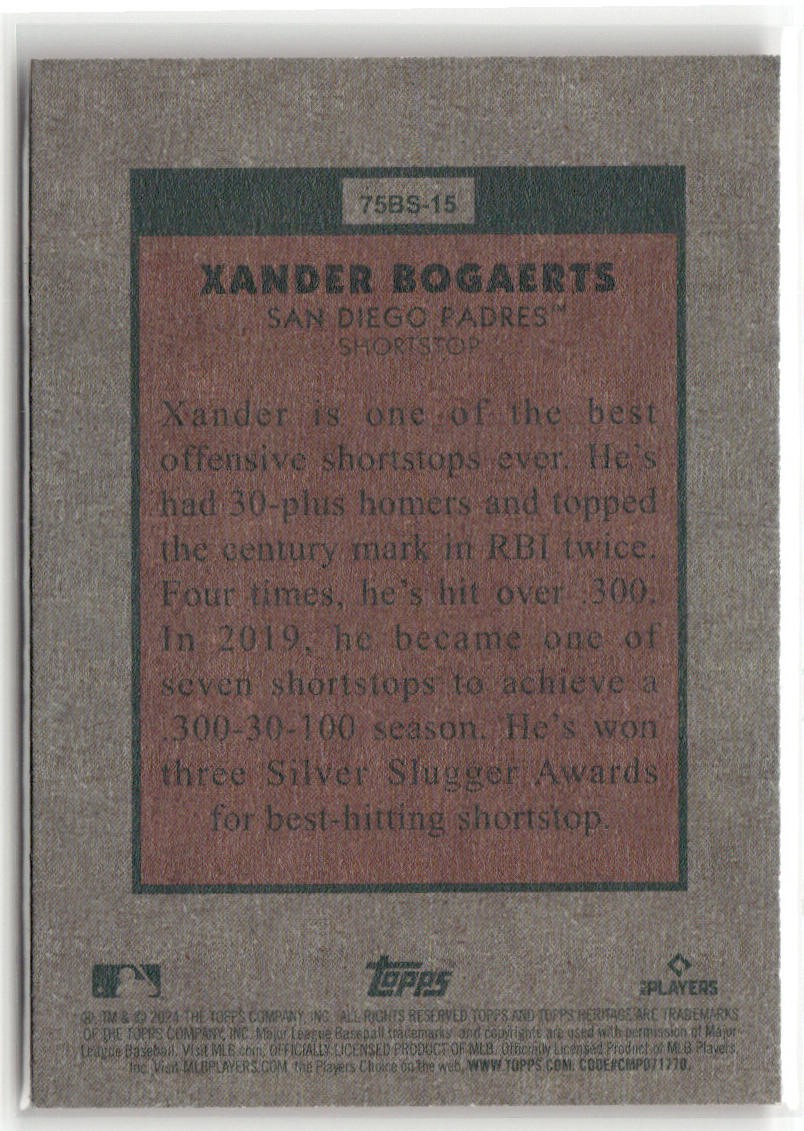 75BS-15
XANDER BOGAERTS
SAN DIEGO PADRES™
SHORTSTOP
Xander is one of the best
offensive shortstops ever. He's
had 30-plus homers and topped
the century mark in RBI twice.
Four times, he's hit over .300.
In 2019, he became one of
seven shortstops to achieve a
.300-30-100 season. He's won
three Silver Slugger Awards
for best-hitting shortstop.
Topps
PLAYERS
®, TM & © 2024 THE TOPPS COMPANY, INC. ALL RIGHTS RESERVED TOPPS AND TOPPS HERITAGE ARE TRADEMARKS
OF THE TOPPS COMPANY, INC. Major League Baseball trademarks and copyrights are used with permission of Major
League Baseball. Visit MLB.com. OFFICIALLY LICENSED PRODUCT OF MLB. Officially Licensed Product of MLB Players,
Inc. Visit MLBPLAYERS.COM, the Players Choice on the web. WWW.TOPPS.COM. CODE#CMP071770.